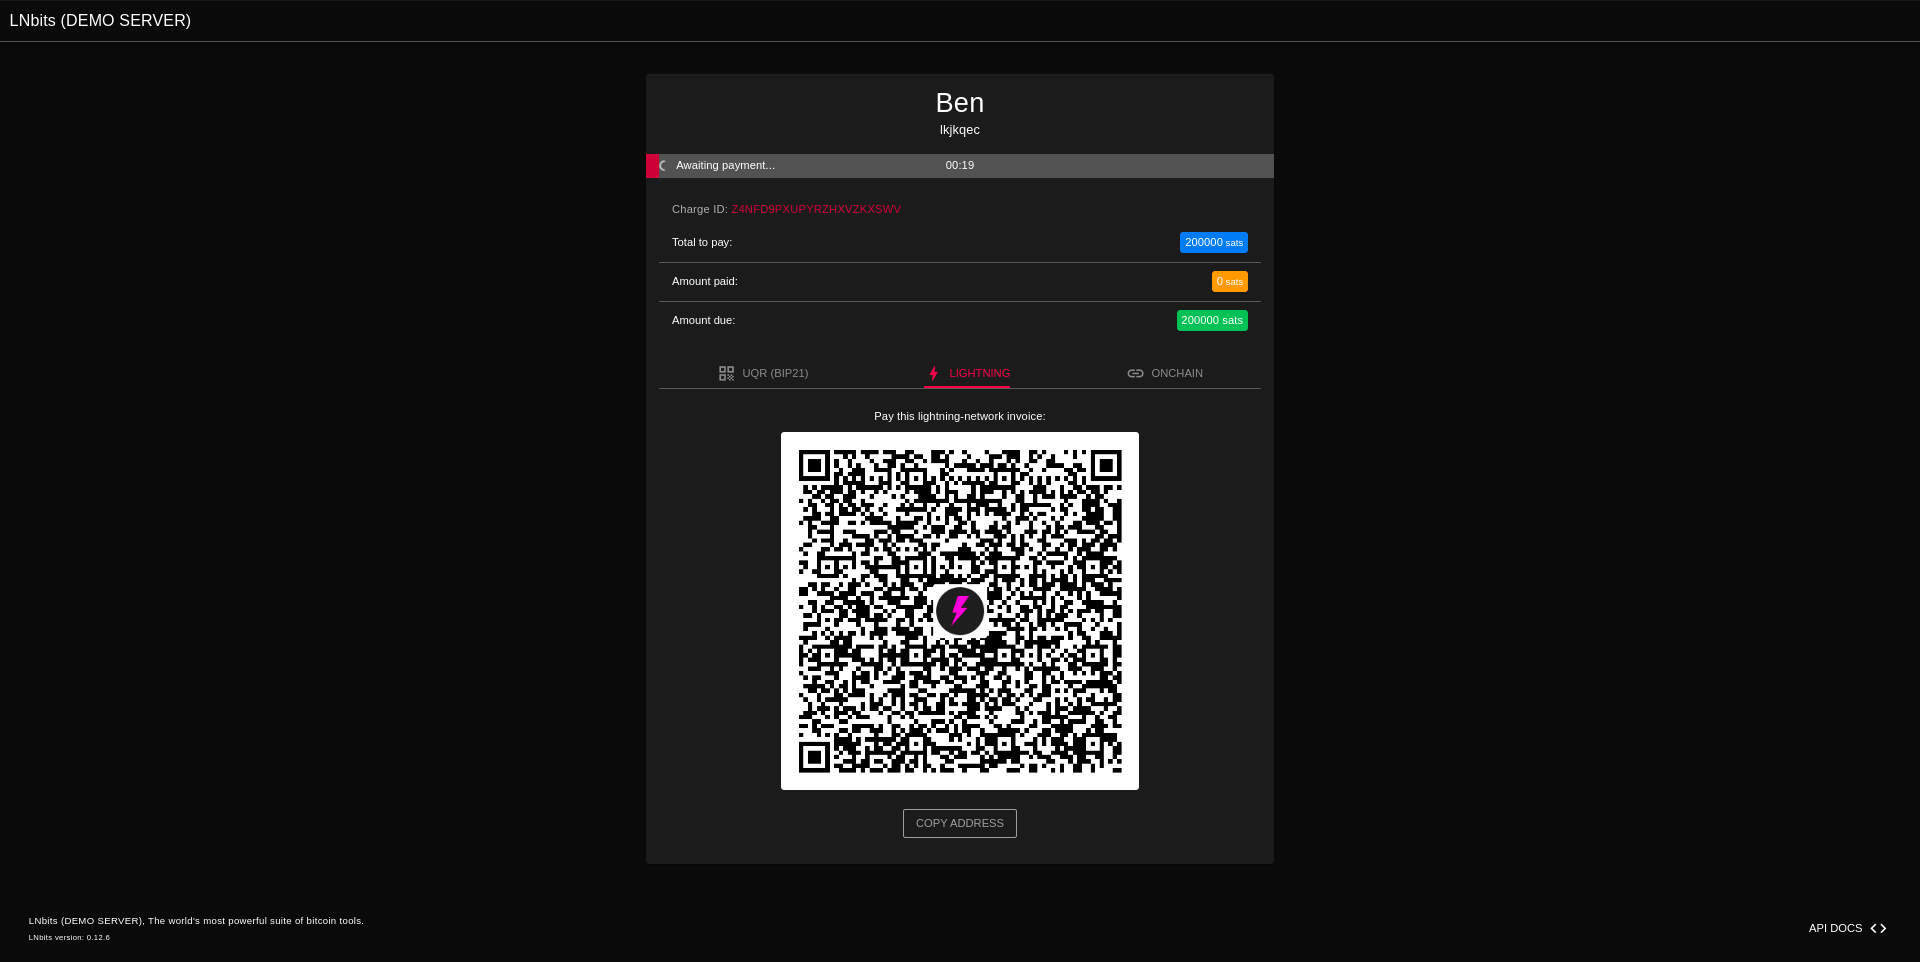 LNbits (DEMO SERVER)
Ben
lkjkqec
Awaiting payment... 00:19
Charge ID: Z4NFD9PXUPYRZHXVZKXSWV
Total to pay: 200000 sats
Amount paid: 0 sats
Amount due: 200000 sats
UQR (BIP21) LIGHTNING ONCHAIN
Pay this lightning-network invoice:
COPY ADDRESS
LNbits (DEMO SERVER), The world's most powerful suite of bitcoin tools.
LNbits version: 0.12.6
API DOCS